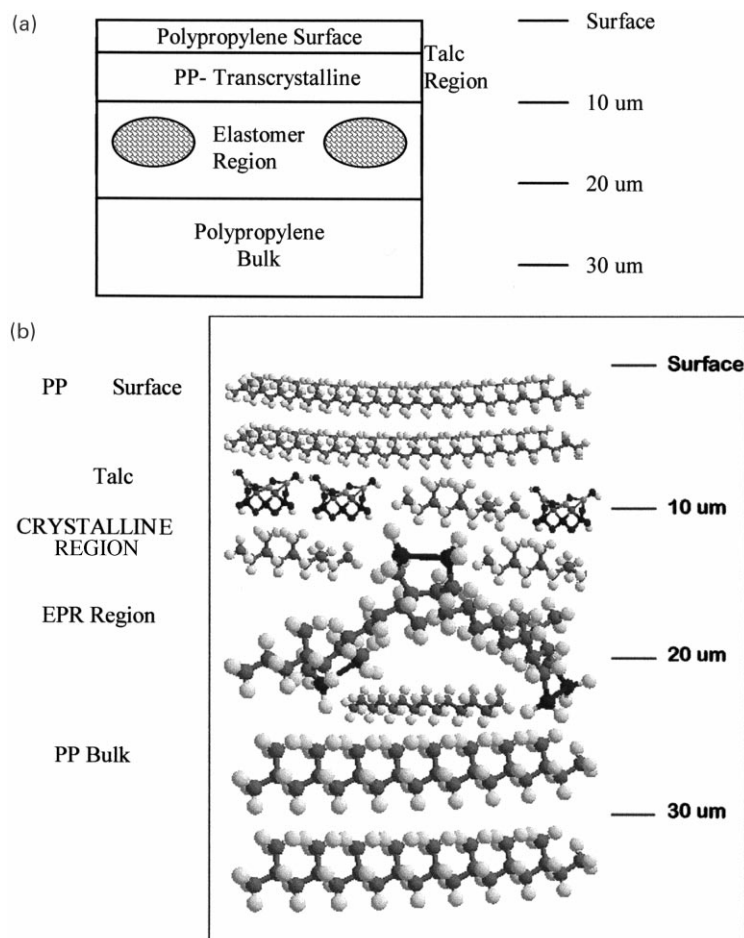 (a)
Polypropylene Surface
PP- Transcrystalline
Talc
Region
Elastomer
Region
Polypropylene
Bulk
Surface
10 um
20 um
30 um
(b)
PP Surface
Talc
CRYSTALLINE
REGION
EPR Region
PP Bulk
Surface
10 um
20 um
30 um